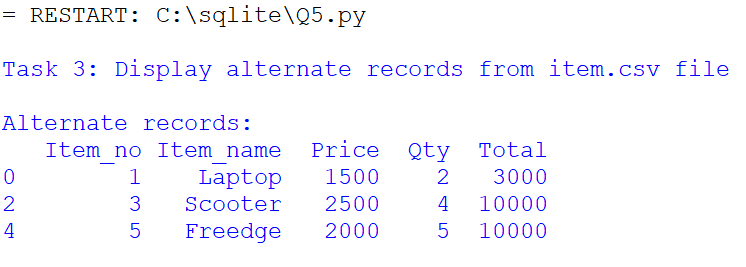 = RESTART: C:\sqlite\Q5.py
Task 3: Display alternate records from item.csv file
Alternate records:
Item_no Item_name Price Qty Total
0 1 Laptop 1500 2 3000
2 3 Scooter 2500 4 10000
4 5 Freedge 2000 5 10000